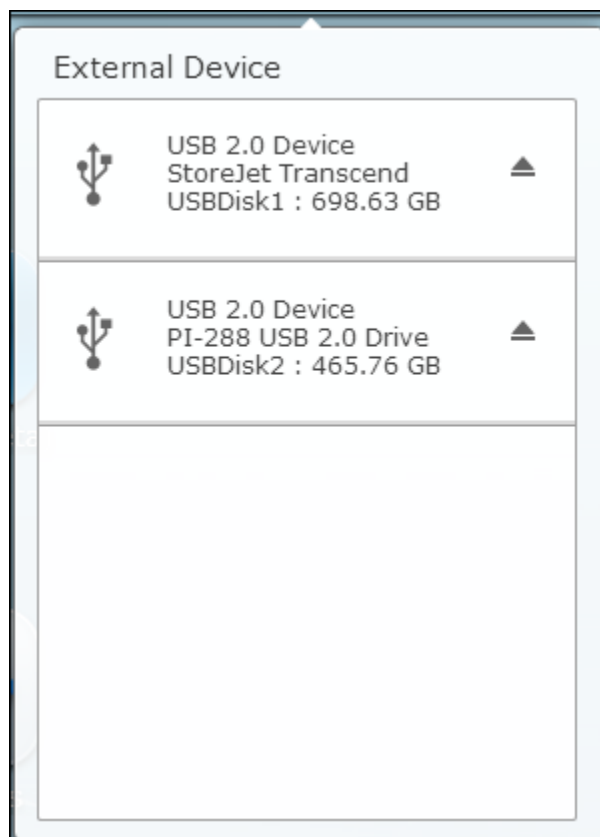 External Device
USB 2.0 Device
StoreJet Transcend
USBDisk1 : 698.63 GB
USB 2.0 Device
PI-288 USB 2.0 Drive
USBDisk2 : 465.76 GB